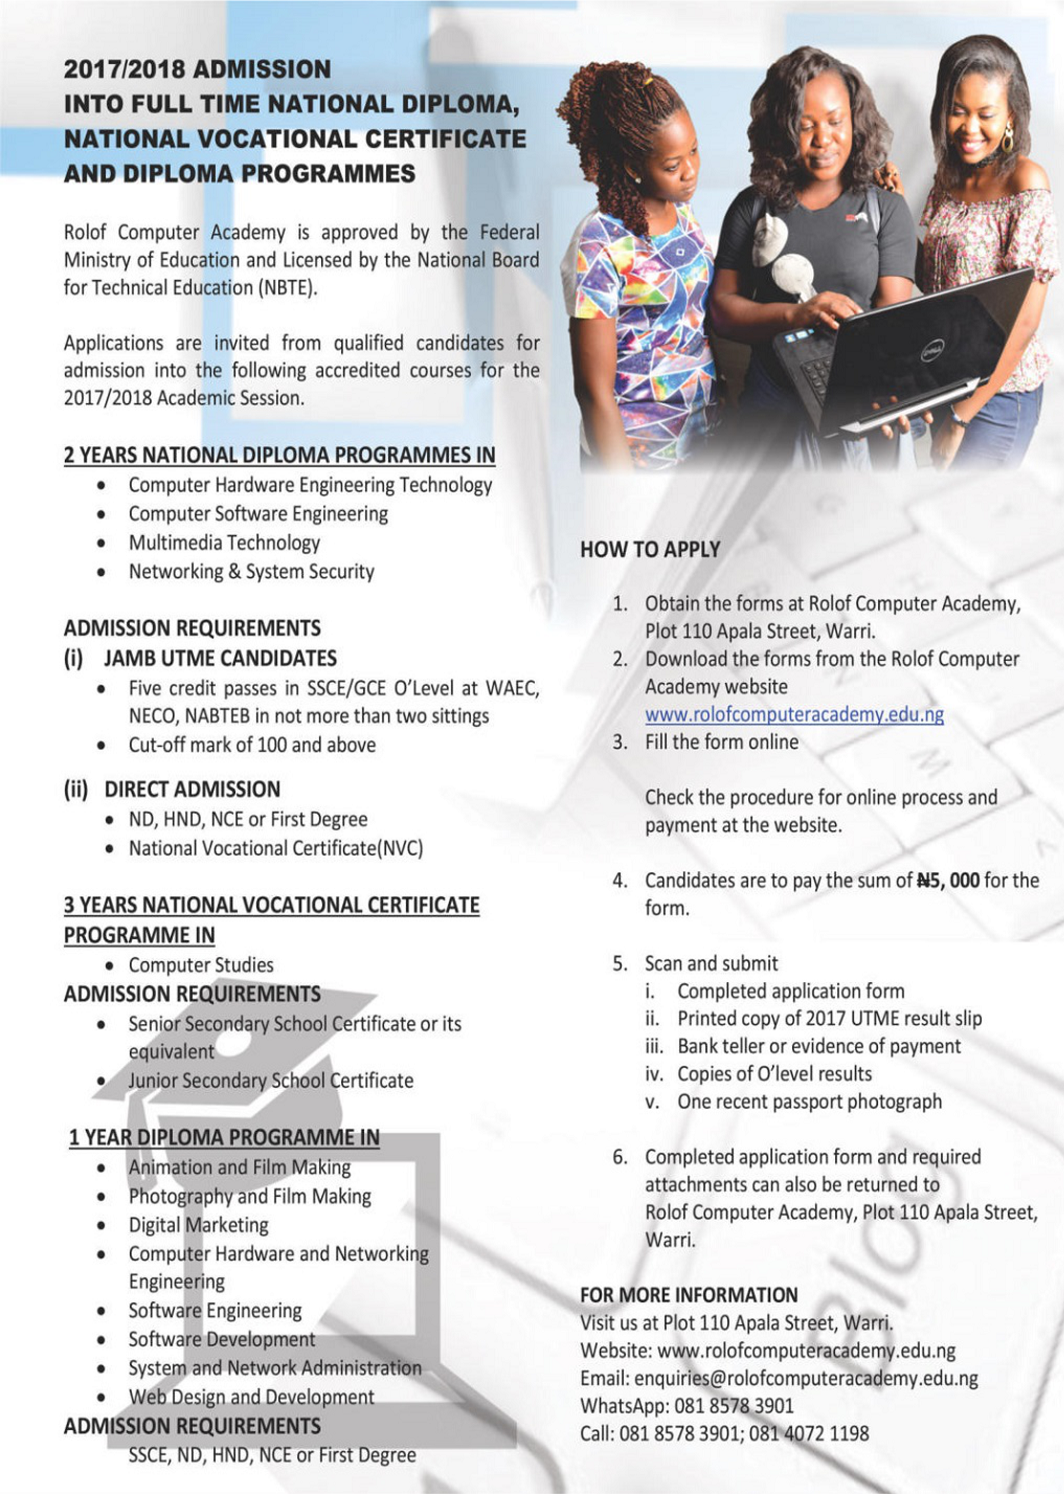 2017/2018 ADMISSION
INTO FULL TIME NATIONAL DIPLOMA,
NATIONAL VOCATIONAL CERTIFICATE
AND DIPLOMA PROGRAMMES
Rolof Computer Academy is approved by the Federal
Ministry of Education and Licensed by the National Board
for Technical Education (NBTE).
Applications are invited from qualified candidates for
admission into the following accredited courses for the
2017/2018 Academic Session.
2 YEARS NATIONAL DIPLOMA PROGRAMMES IN
• Computer Hardware Engineering Technology
• Computer Software Engineering
• Multimedia Technology
• Networking & System Security
ADMISSION REQUIREMENTS
(i) JAMB UTME CANDIDATES
• Five credit passes in SSCE/GCE O'Level at WAEC,
NECO, NABTEB in not more than two sittings
• Cut-off mark of 100 and above
(ii) DIRECT ADMISSION
• ND, HND, NCE or First Degree
• National Vocational Certificate(NVC)
3 YEARS NATIONAL VOCATIONAL CERTIFICATE
PROGRAMME IN
• Computer Studies
ADMISSION REQUIREMENTS
• Senior Secondary School Certificate or its
equivalent
• Junior Secondary School Certificate
1 YEAR DIPLOMA PROGRAMME IN
• Animation and Film Making
• Photography and Film Making
• Digital Marketing
• Computer Hardware and Networking
Engineering
• Software Engineering
• Software Development
• System and Network Administration
• Web Design and Development
ADMISSION REQUIREMENTS
SSCE, ND, HND, NCE or First Degree
DELL
HOW TO APPLY
1. Obtain the forms at Rolof Computer Academy,
Plot 110 Apala Street, Warri.
2. Download the forms from the Rolof Computer
Academy website
www.rolofcomputeracademy.edu.ng
3. Fill the form online
Check the procedure for online process and
payment at the website.
4. Candidates are to pay the sum of ₦5, 000 for the
form.
5. Scan and submit
i. Completed application form
ii. Printed copy of 2017 UTME result slip
iii. Bank teller or evidence of payment
iv. Copies of O'level results
v. One recent passport photograph
6. Completed application form and required
attachments can also be returned to
Rolof Computer Academy, Plot 110 Apala Street,
Warri.
FOR MORE INFORMATION
Visit us at Plot 110 Apala Street, Warri.
Website: www.rolofcomputeracademy.edu.ng
Email: enquiries@rolofcomputeracademy.edu.ng
WhatsApp: 081 8578 3901
Call: 081 8578 3901; 081 4072 1198
Blog